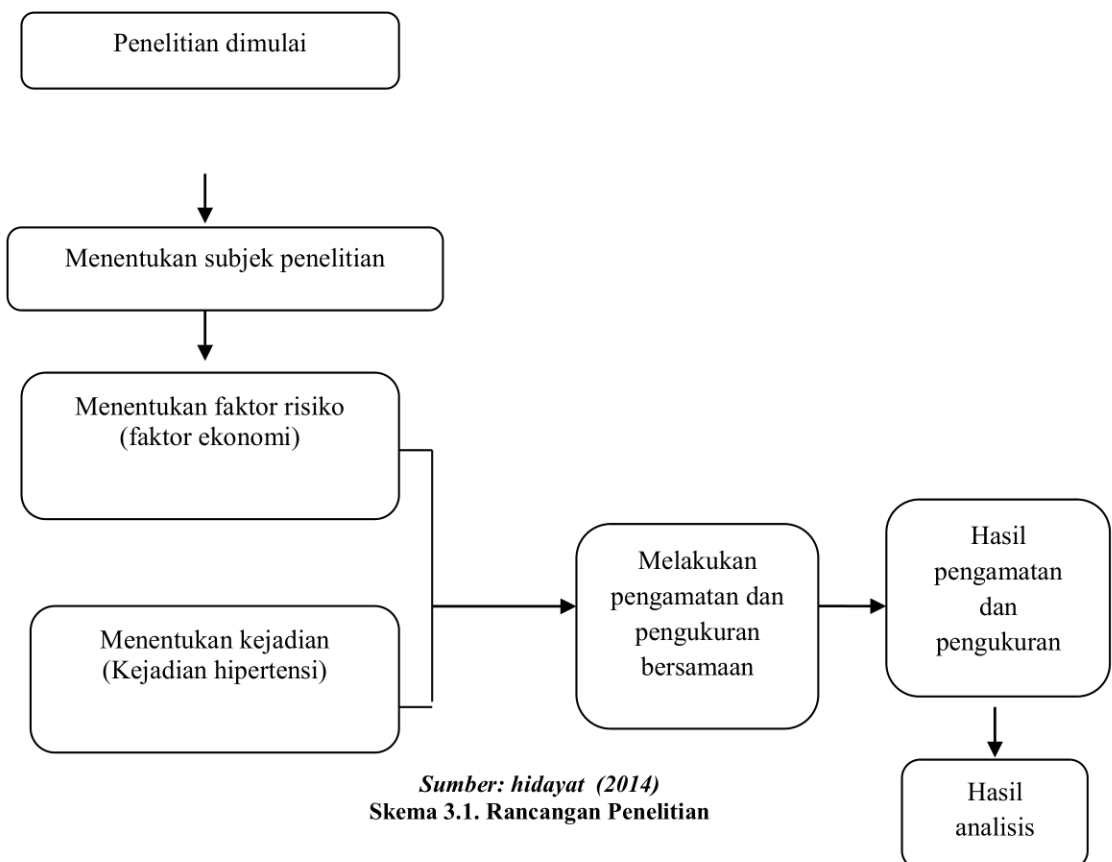 Penelitian dimulai
Menentukan subjek penelitian
Menentukan faktor risiko
(faktor ekonomi)
Menentukan kejadian
(Kejadian hipertensi)
Melakukan
pengamatan dan
pengukuran
bersamaan
Hasil
pengamatan
dan
pengukuran
Hasil
analisis
Sumber: hidayat (2014)
Skema 3.1. Rancangan Penelitian